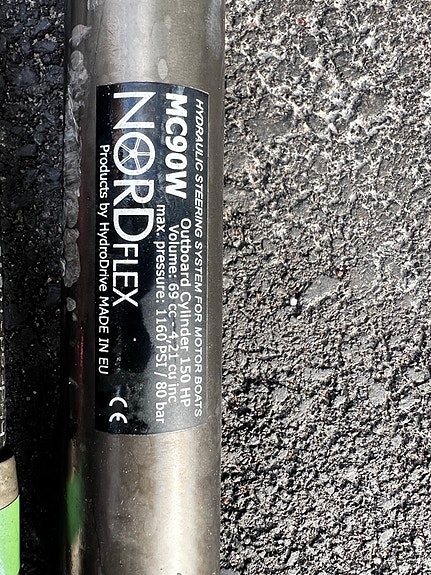 HYDRAULIC STEERING SYSTEM FOR MOTOR BOATS
MC90W
Outboard Cylinder 150 HP
Volume: 69 cc - 4.21 cu inc
max. pressure: 1160 PSI / 80 bar
NORDFLEX
Products by HydroDrive MADE IN EU
CE